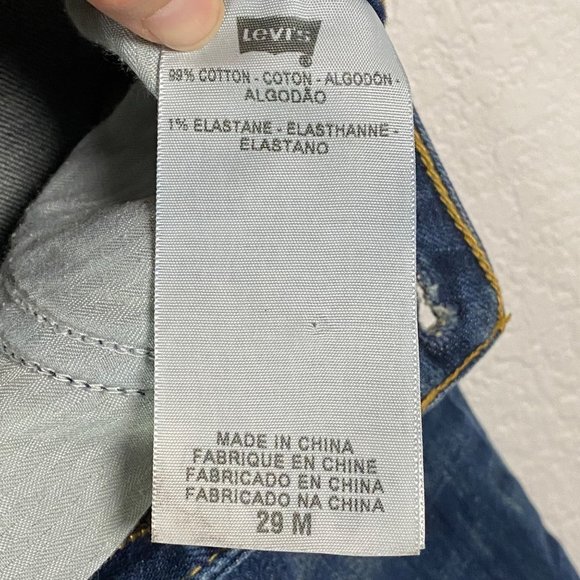 Levi's
®
99% COTTON - COTON - ALGODÓN -
ALGODÃO
1% ELASTANE - ELASTHANNE -
ELASTANO
MADE IN CHINA
FABRIQUE EN CHINE
FABRICADO EN CHINA
FABRICADO NA CHINA
29 M